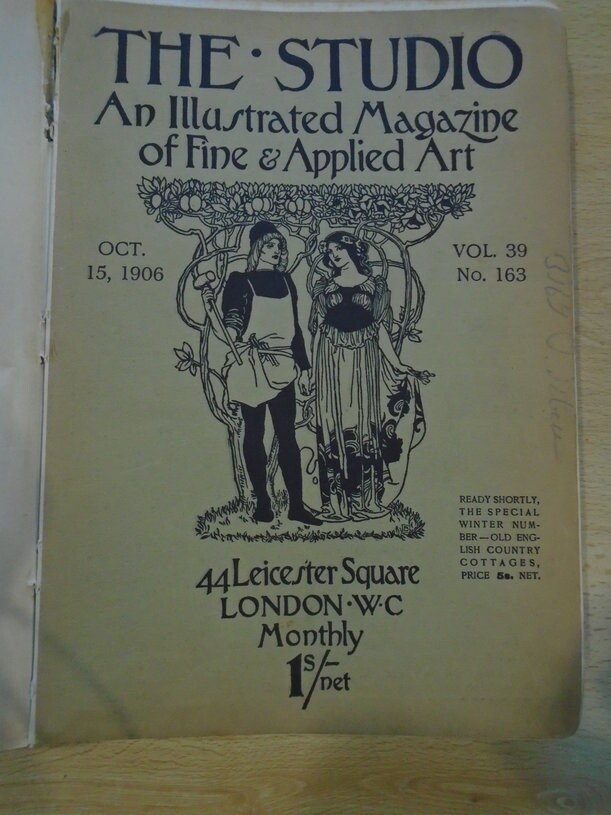 THE · STUDIO
An Illustrated Magazine
of Fine & Applied Art
OCT.
15, 1906
VOL. 39
No. 163
READY SHORTLY,
THE SPECIAL
WINTER NUM-
BER—OLD ENG-
LISH COUNTRY
COTTAGES,
PRICE 5s. NET.
44 Leicester Square
LONDON·W·C
Monthly
1s/- net